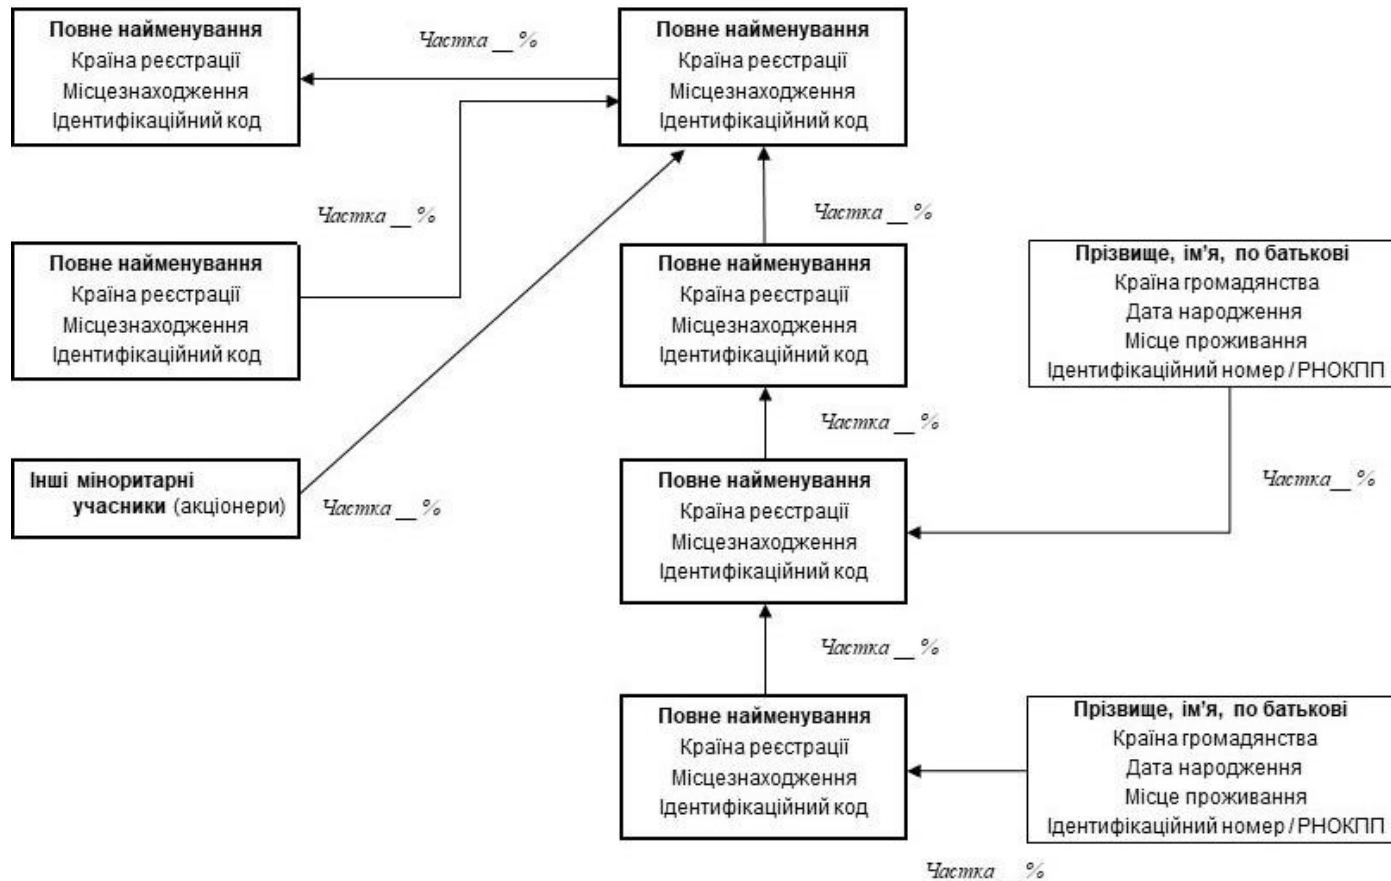 Повне найменування
Країна реєстрації
Місцезнаходження
Ідентифікаційний код
Частка __ %
Повне найменування
Країна реєстрації
Місцезнаходження
Ідентифікаційний код
Частка __ %
Частка __ %
Повне найменування
Країна реєстрації
Місцезнаходження
Ідентифікаційний код
Повне найменування
Країна реєстрації
Місцезнаходження
Ідентифікаційний код
Прізвище, ім'я, по батькові
Країна громадянства
Дата народження
Місце проживання
Ідентифікаційний номер / РНОКПП
Частка __ %
Інші міноритарні
учасники (акціонери)
Частка __ %
Повне найменування
Країна реєстрації
Місцезнаходження
Ідентифікаційний код
Частка__ %
Частка __ %
Повне найменування
Країна реєстрації
Місцезнаходження
Ідентифікаційний код
Прізвище, ім'я, по батькові
Країна громадянства
Дата народження
Місце проживання
Ідентифікаційний номер / РНОКПП
Частка __ %